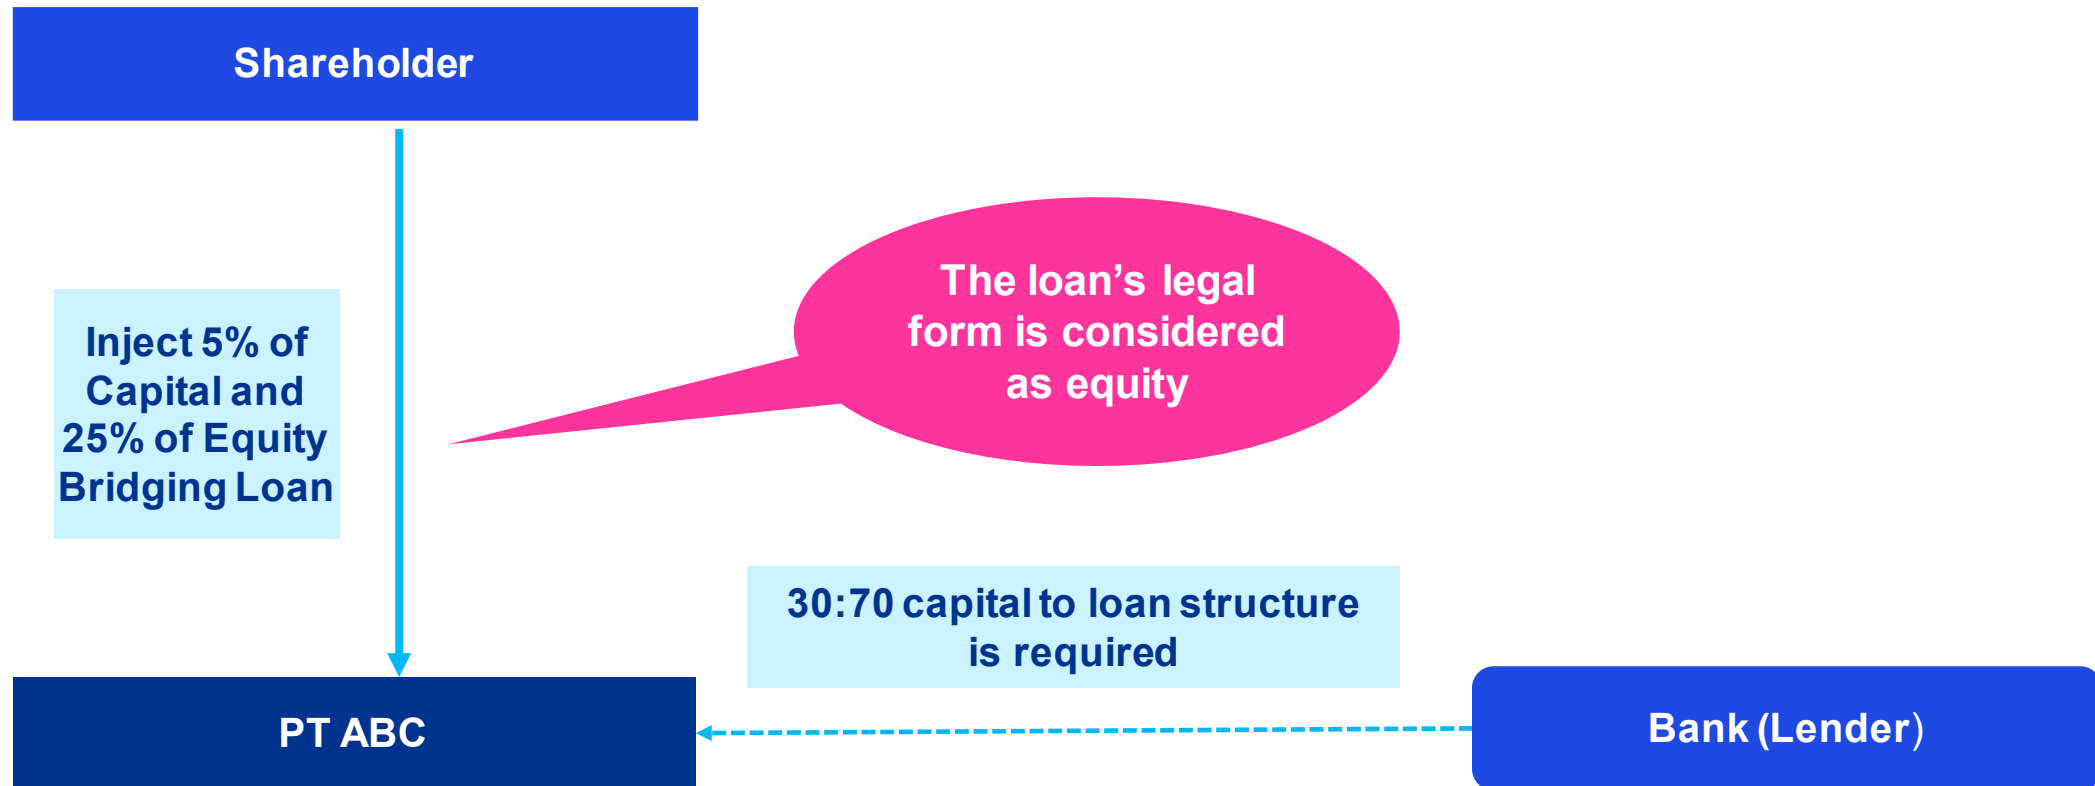 Shareholder
The loan’s legal
form is considered
as equity
Inject 5% of
Capital and
25% of Equity
Bridging Loan
30:70 capital to loan structure
is required
PT ABC
Bank (Lender)